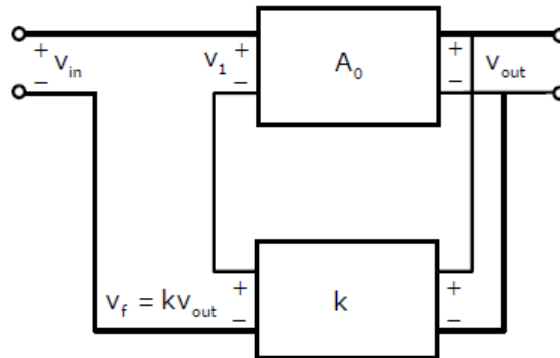 + v_in − v_1 + − A_0 + − v_out
v_f = kv_out + − k + −